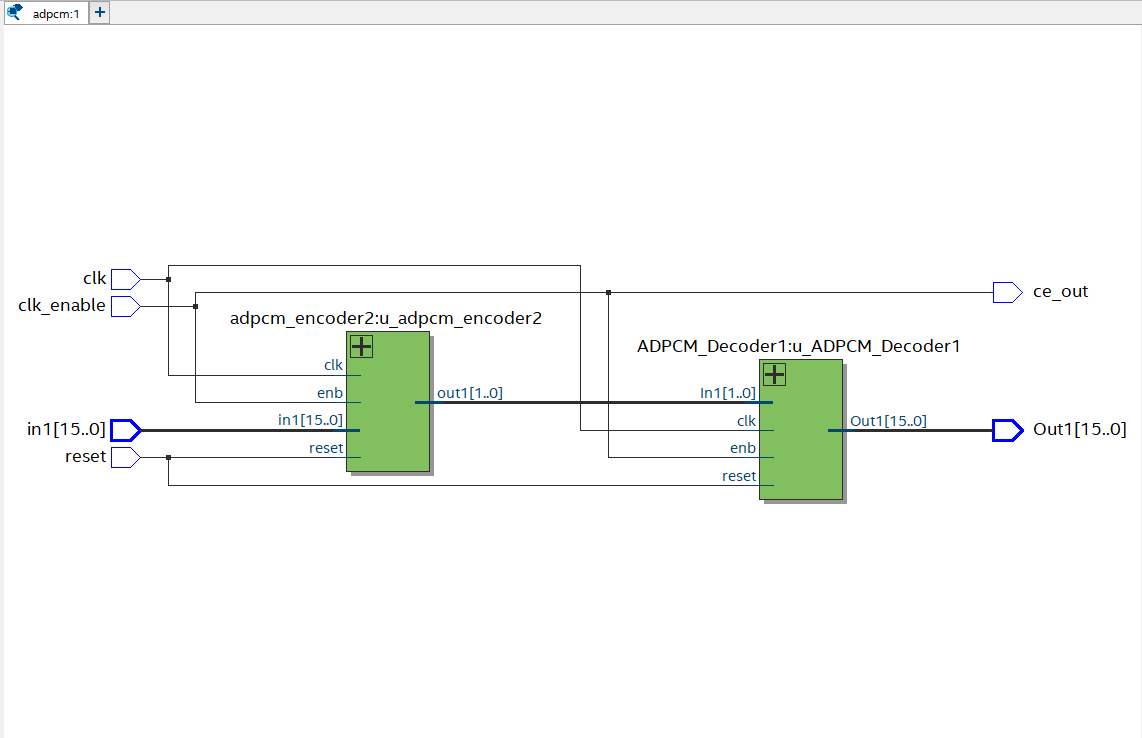 adpcm:1
clk
clk_enable
ce_out
adpcm_encoder2:u_adpcm_encoder2
ADPCM_Decoder1:u_ADPCM_Decoder1
clk
enb
out1[1..0]
In1[1..0]
in1[15..0]
in1[15..0]
clk
Out1[15..0]
Out1[15..0]
reset
reset
enb
reset